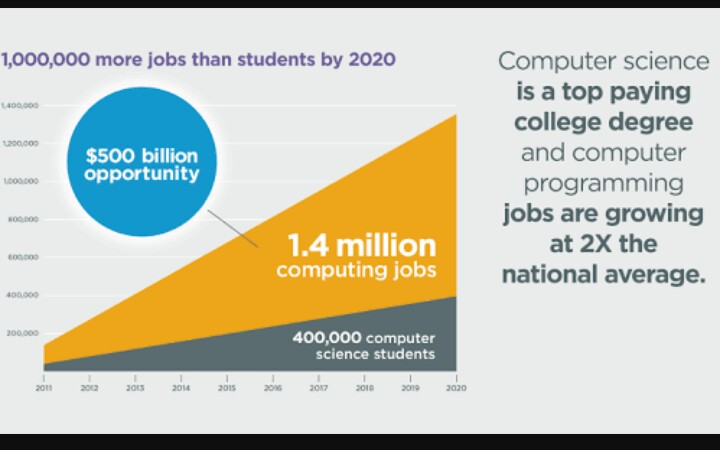 1,000,000 more jobs than students by 2020
1,400,000
1,200,000
1,000,000
800,000
600,000
400,000
200,000
$500 billion
opportunity
1.4 million
computing jobs
400,000 computer
science students
2011 2012 2013 2014 2015 2016 2017 2018 2019 2020
Computer science
is a top paying
college degree
and computer
programming
jobs are growing
at 2X the
national average.